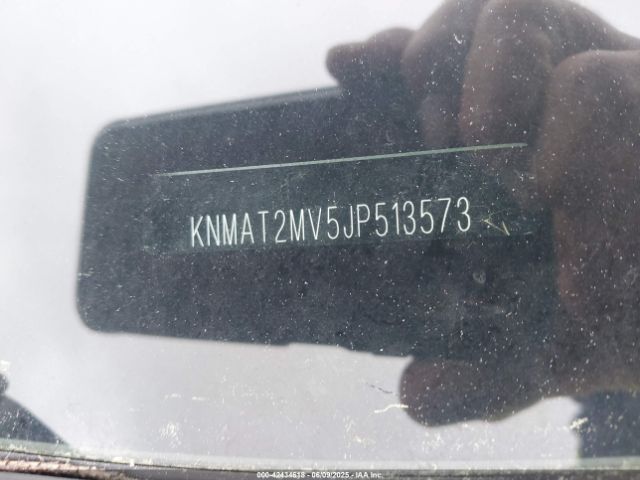 KNMAT2MV5JP513573
000-42434618 - 06/09/2025 - IAA Inc.